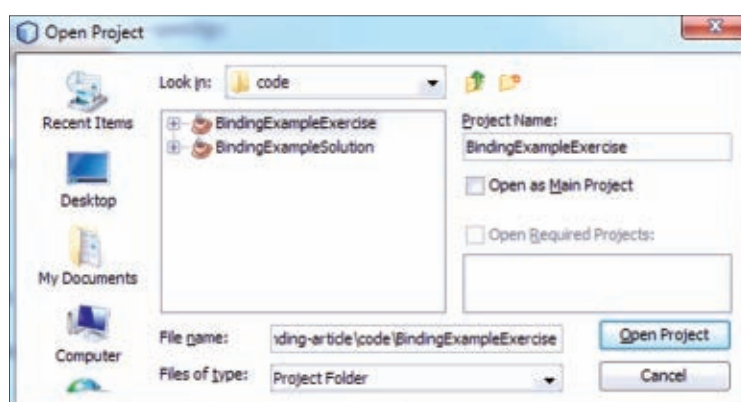 Open Project
Look in: code
Recent Items
Desktop
My Documents
Computer
BindingExampleExercise
BindingExampleSolution
Project Name:
BindingExampleExercise
Open as Main Project
Open Required Projects:
File name: ding-article\code\BindingExampleExercise
Open Project
Files of type: Project Folder
Cancel